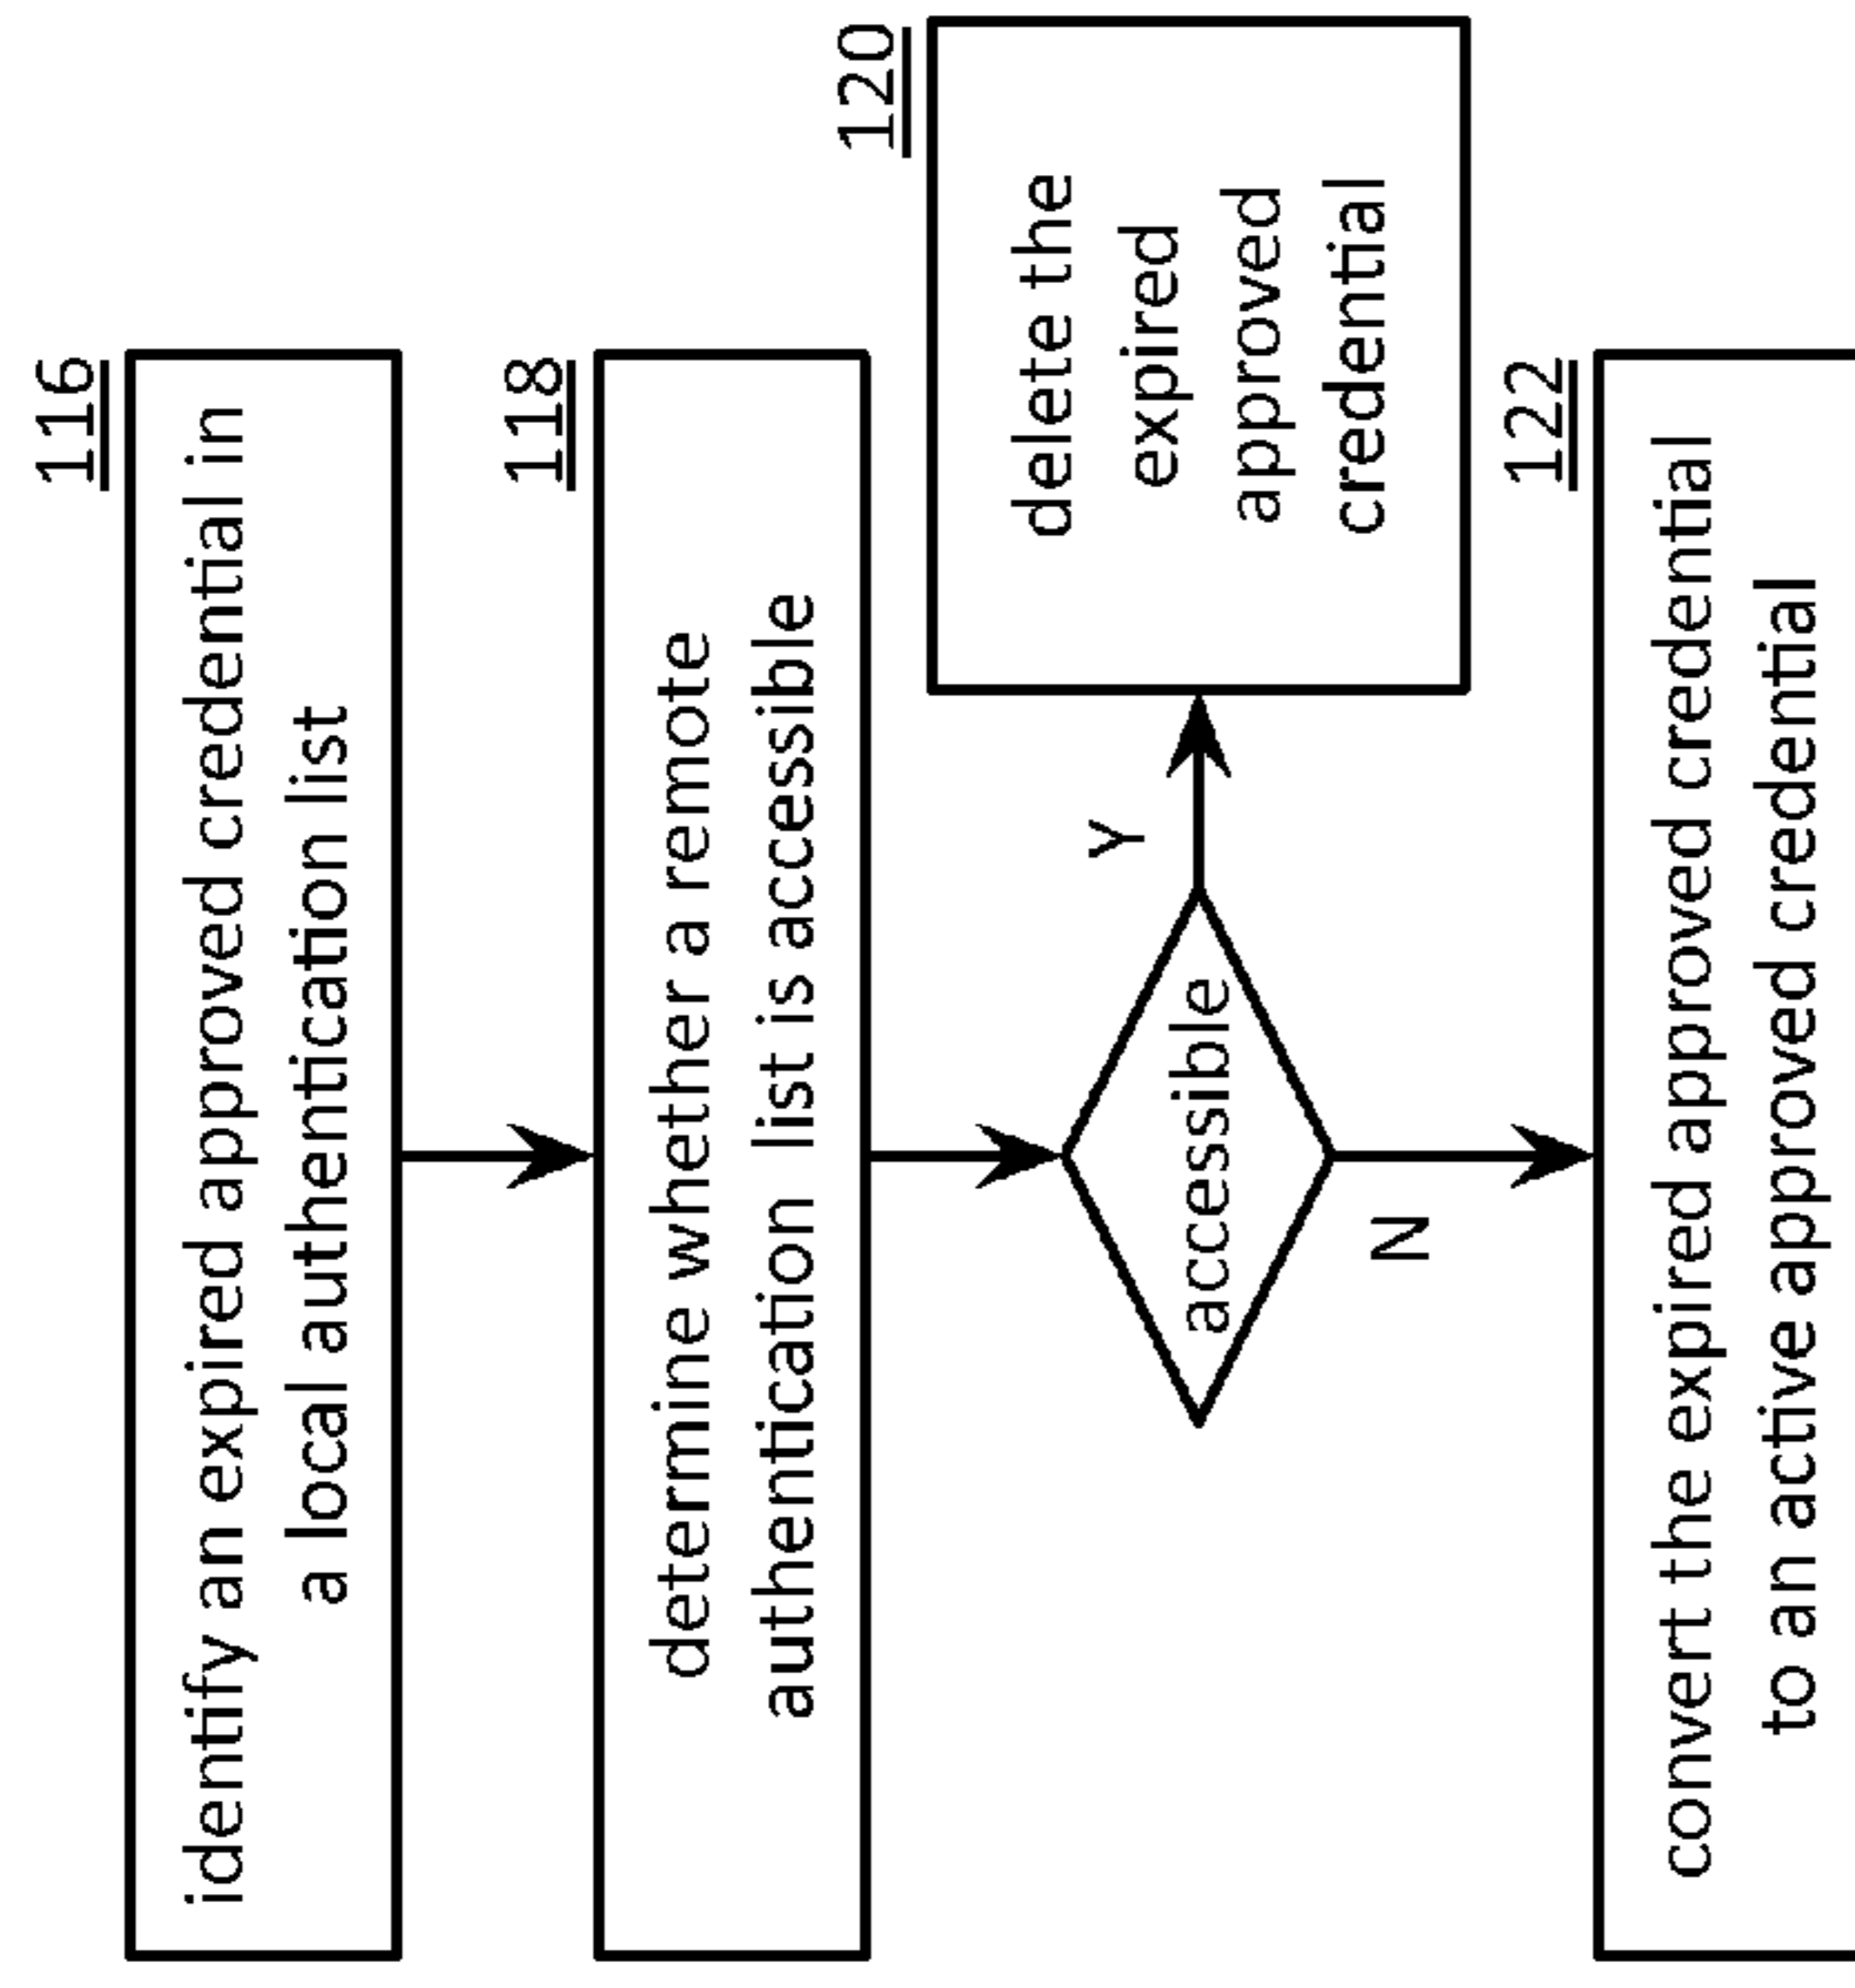 116
identify an expired approved credential in
a local authentication list
118
determine whether a remote
authentication list is accessible
accessible
Y
120
delete the
expired
approved
credential
N
122
convert the expired approved credential
to an active approved credential